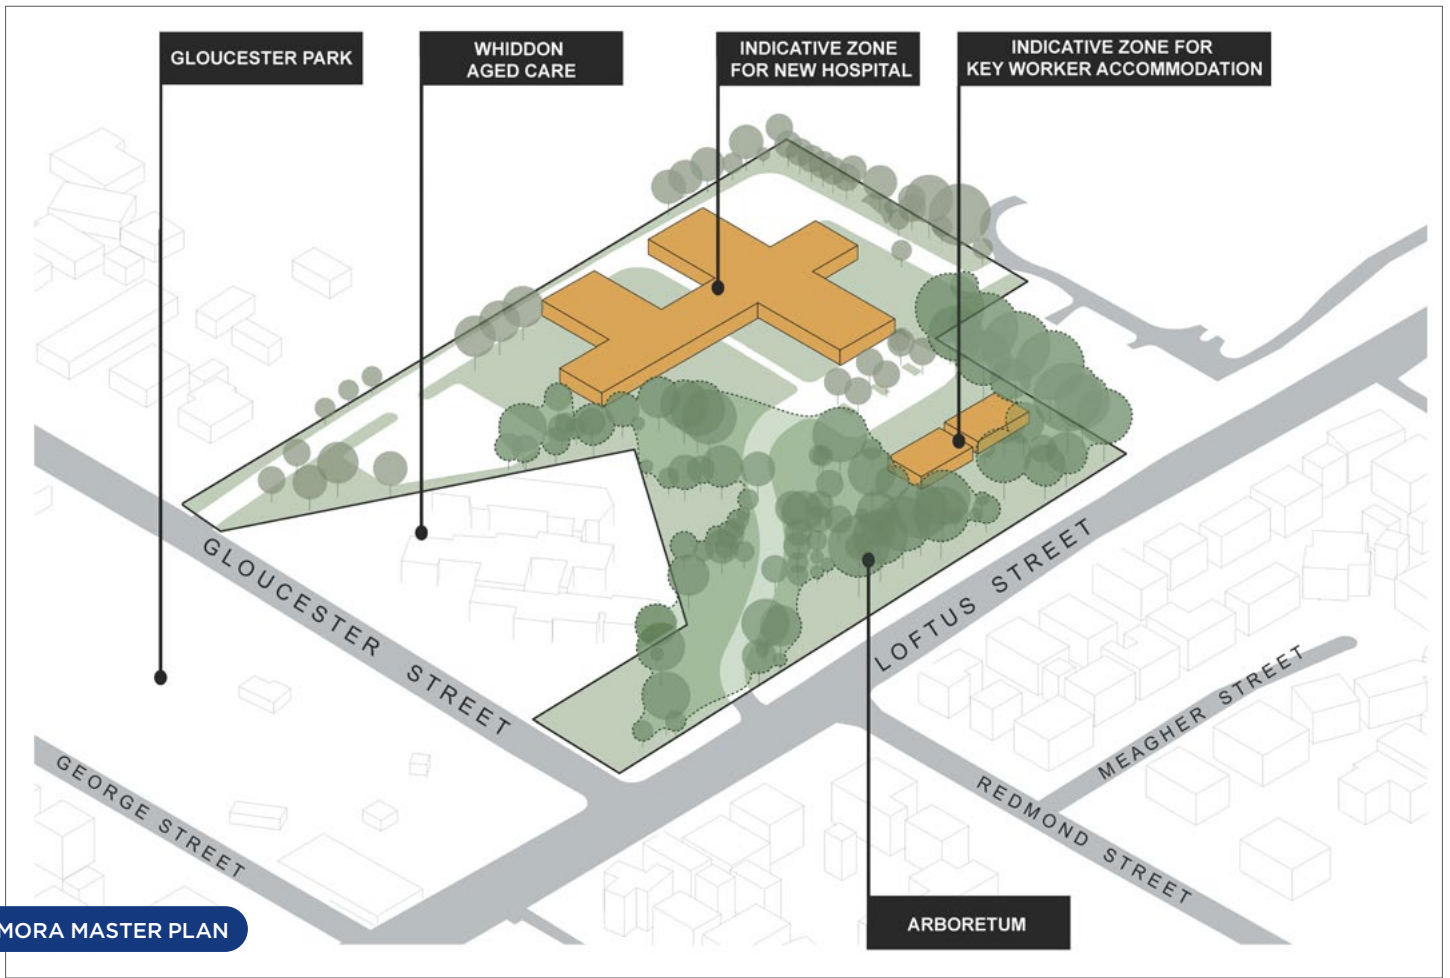 GLOUCESTER PARK
WHIDDON
AGED CARE
INDICATIVE ZONE
FOR NEW HOSPITAL
INDICATIVE ZONE FOR
KEY WORKER ACCOMMODATION
GLOUCESTER STREET
LOFTUS STREET
MEAGHER STREET
GEORGE STREET
REDMOND STREET
ARBORETUM
MORA MASTER PLAN